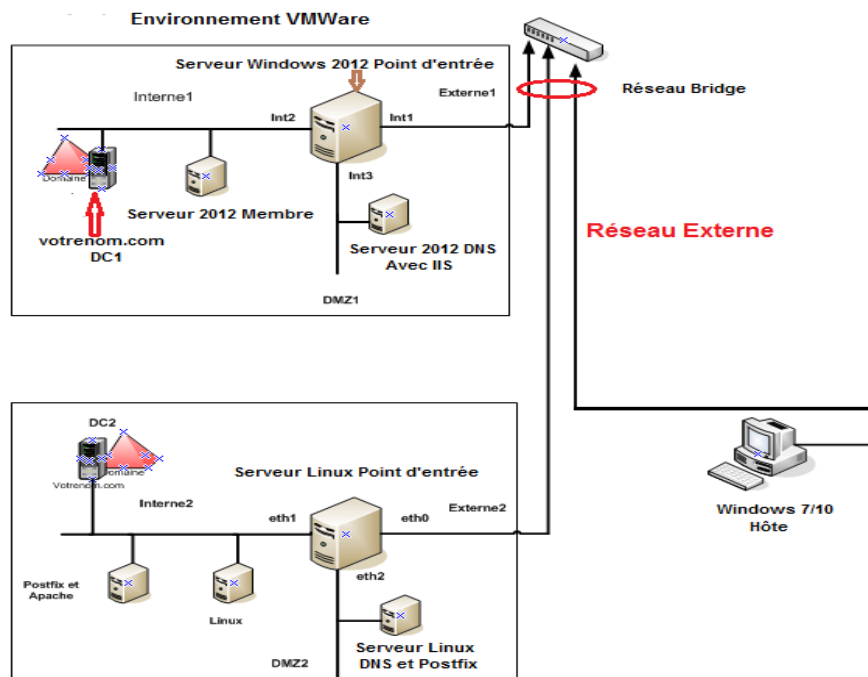 Environnement VMWare
Serveur Windows 2012 Point d'entrée
Interne1
Externe1
Réseau Bridge
Int2
Int1
Int3
Domaine
Serveur 2012 Membre
votrenom.com
DC1
Serveur 2012 DNS
Avec IIS
Réseau Externe
DMZ1
DC2
Domaine
Votrenom.com
Serveur Linux Point d'entrée
Interne2
Externe2
eth1
eth0
eth2
Windows 7/10
Hôte
Postfix et
Apache
Linux
Serveur Linux
DNS et Postfix
DMZ2